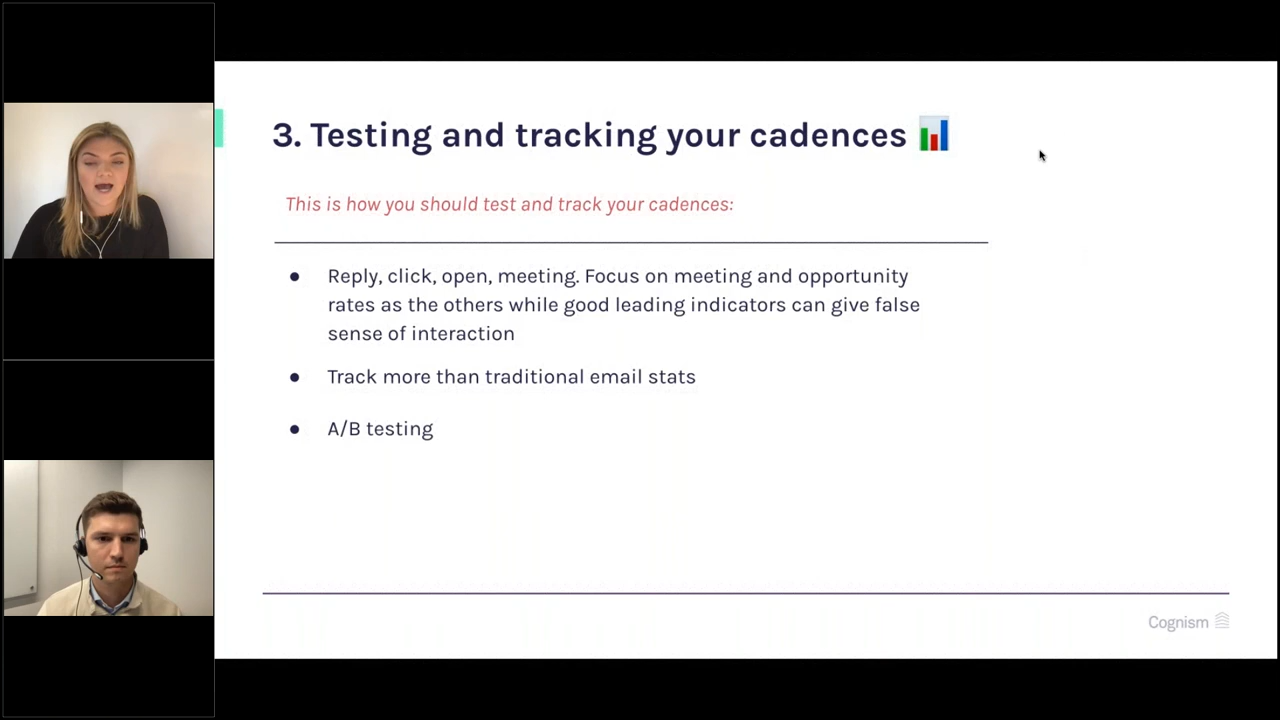 3. Testing and tracking your cadences 📊
This is how you should test and track your cadences:
● Reply, click, open, meeting. Focus on meeting and opportunity
rates as the others while good leading indicators can give false
sense of interaction
● Track more than traditional email stats
● A/B testing
Cognism